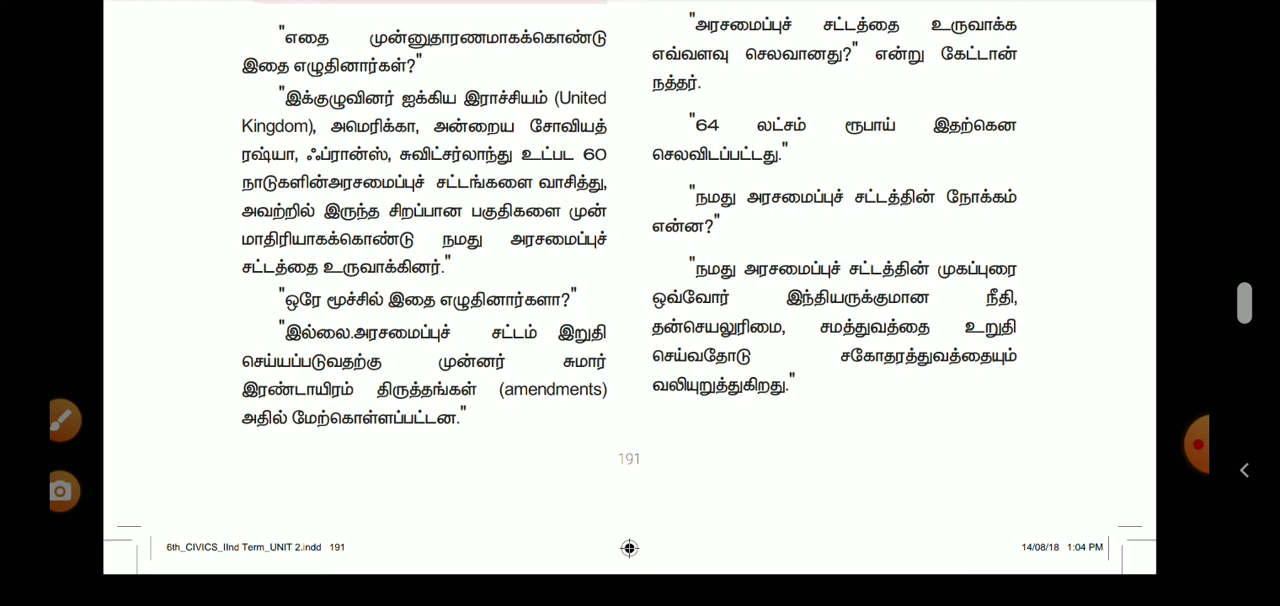 "எதை முன்னுதாரணமாகக்கொண்டு
இதை எழுதினார்கள்?"
"இக்குழுவினர் ஐக்கிய இராச்சியம் (United
Kingdom), அமெரிக்கா, அன்றைய சோவியத்
ரஷ்யா, ஃப்ரான்ஸ், சுவிட்சர்லாந்து உட்பட 60
நாடுகளின்அரசமைப்புச் சட்டங்களை வாசித்து,
அவற்றில் இருந்த சிறப்பான பகுதிகளை முன்
மாதிரியாகக்கொண்டு நமது அரசமைப்புச்
சட்டத்தை உருவாக்கினர்."
"ஒரே மூச்சில் இதை எழுதினார்களா?"
"இல்லை.அரசமைப்புச் சட்டம் இறுதி
செய்யப்படுவதற்கு முன்னர் சுமார்
இரண்டாயிரம் திருத்தங்கள் (amendments)
அதில் மேற்கொள்ளப்பட்டன."
"அரசமைப்புச் சட்டத்தை உருவாக்க
எவ்வளவு செலவானது?" என்று கேட்டான்
நத்தர்.
"64 லட்சம் ரூபாய் இதற்கென
செலவிடப்பட்டது."
"நமது அரசமைப்புச் சட்டத்தின் நோக்கம்
என்ன?"
"நமது அரசமைப்புச் சட்டத்தின் முகப்புரை
ஒவ்வோர் இந்தியருக்குமான நீதி,
தன்செயலுரிமை, சமத்துவத்தை உறுதி
செய்வதோடு சகோதரத்துவத்தையும்
வலியுறுத்துகிறது."
191
6th_CIVICS_IInd Term_UNIT 2.indd 191
14/08/18 1:04 PM